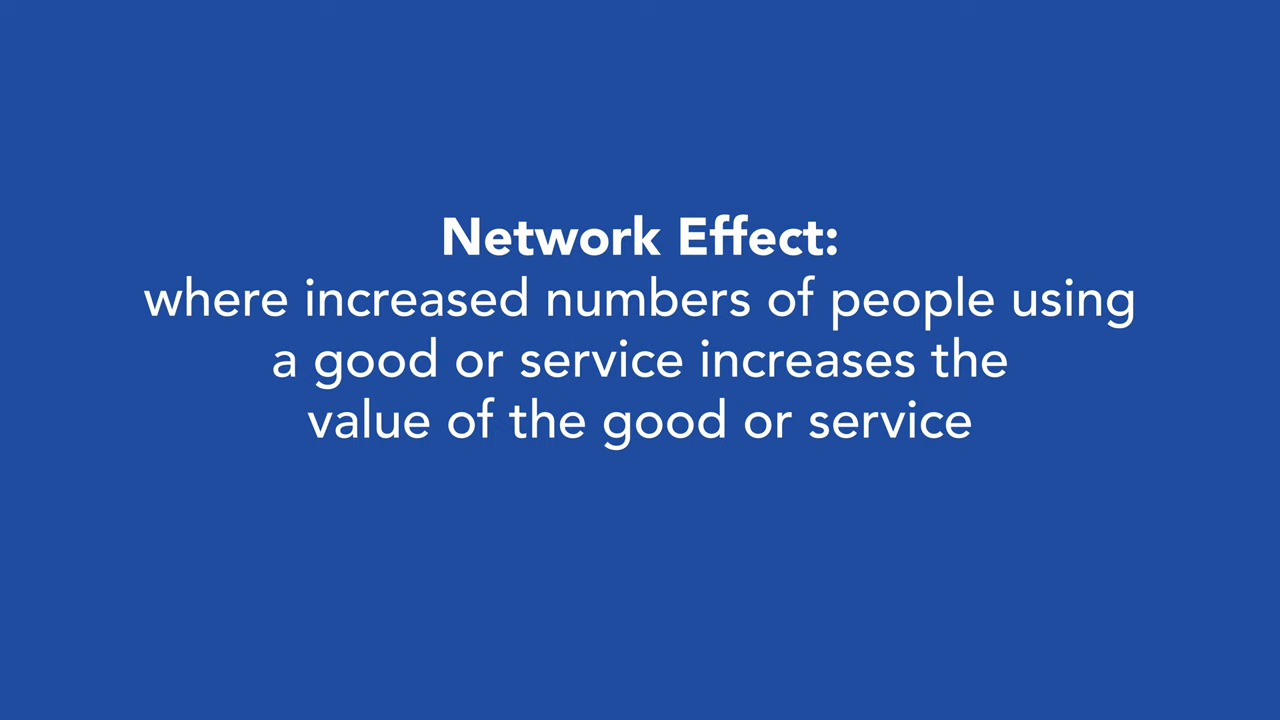 Network Effect:
where increased numbers of people using
a good or service increases the
value of the good or service